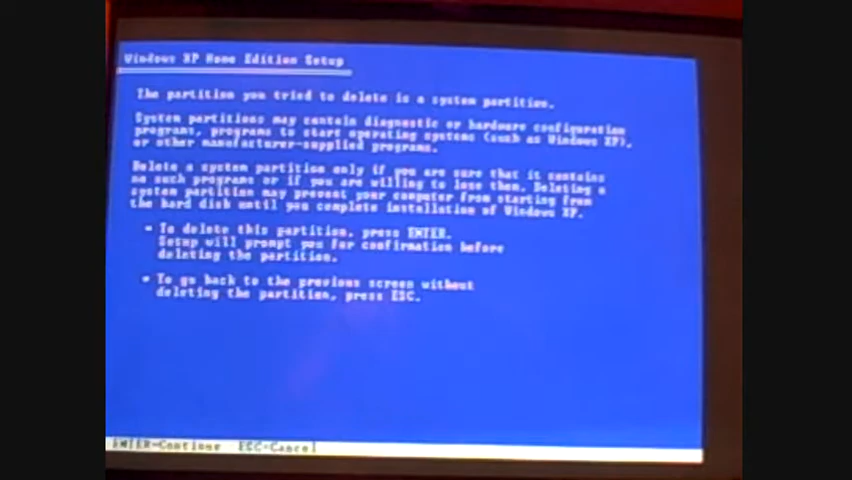 Windows XP Home Edition Setup
The partition you tried to delete is a system partition.
System partitions may contain diagnostic or hardware configuration
programs, programs to start operating systems (such as Windows XP),
or other manufacturer-supplied programs.
Delete a system partition only if you are sure that it contains
no such programs or if you are willing to lose them. Deleting a
system partition may prevent your computer from starting from
the hard disk until you complete installation of Windows XP.
• To delete this partition, press ENTER.
Setup will prompt you for confirmation before
deleting the partition.
• To go back to the previous screen without
deleting the partition, press ESC.
ENTER=Continue ESC=Cancel